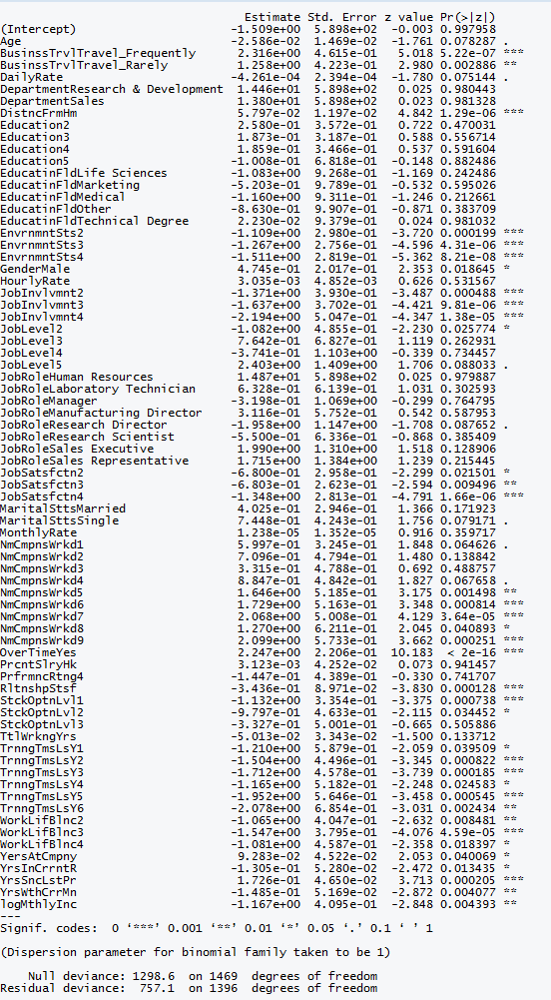 Estimate Std. Error z value Pr(>|z|)
(Intercept) -1.509e+00 5.898e+02 -0.003 0.997958
Age -2.586e-02 1.469e-02 -1.761 0.078287 .
BusinssTrvlTravel_Frequently 2.316e+00 4.615e-01 5.018 5.22e-07 ***
BusinssTrvlTravel_Rarely 1.258e+00 4.223e-01 2.980 0.002886 **
DailyRate -4.261e-04 2.394e-04 -1.780 0.075144 .
DepartmentResearch & Development 1.446e+01 5.898e+02 0.025 0.980443
DepartmentSales 1.380e+01 5.898e+02 0.023 0.981328
DistncFrmHm 5.797e-02 1.197e-02 4.842 1.29e-06 ***
Education2 2.580e-01 3.572e-01 0.722 0.470031
Education3 1.873e-01 3.187e-01 0.588 0.556714
Education4 1.859e-01 3.466e-01 0.537 0.591604
Education5 -1.008e-01 6.818e-01 -0.148 0.882486
EducatinFldLife Sciences -1.083e+00 9.268e-01 -1.169 0.242486
EducatinFldMarketing -5.203e-01 9.789e-01 -0.532 0.595026
EducatinFldMedical -1.160e+00 9.311e-01 -1.246 0.212661
EducatinFldOther -8.630e-01 9.907e-01 -0.871 0.383709
EducatinFldTechnical Degree 2.230e-02 9.379e-01 0.024 0.981032
EnvrnmntSts2 -1.109e+00 2.980e-01 -3.720 0.000199 ***
EnvrnmntSts3 -1.267e+00 2.756e-01 -4.596 4.31e-06 ***
EnvrnmntSts4 -1.511e+00 2.819e-01 -5.362 8.21e-08 ***
GenderMale 4.745e-01 2.017e-01 2.353 0.018645 *
HourlyRate 3.035e-03 4.852e-03 0.626 0.531567
JobInvlvmnt2 -1.371e+00 3.930e-01 -3.487 0.000488 ***
JobInvlvmnt3 -1.637e+00 3.702e-01 -4.421 9.81e-06 ***
JobInvlvmnt4 -2.194e+00 5.047e-01 -4.347 1.38e-05 ***
JobLevel2 -1.082e+00 4.855e-01 -2.230 0.025774 *
JobLevel3 7.642e-01 6.827e-01 1.119 0.262931
JobLevel4 -3.741e-01 1.103e+00 -0.339 0.734457
JobLevel5 2.403e+00 1.409e+00 1.706 0.088033 .
JobRoleHuman Resources 1.487e+01 5.898e+02 0.025 0.979887
JobRoleLaboratory Technician 6.328e-01 6.139e-01 1.031 0.302593
JobRoleManager -3.198e-01 1.069e+00 -0.299 0.764795
JobRoleManufacturing Director 3.116e-01 5.752e-01 0.542 0.587953
JobRoleResearch Director -1.958e+00 1.147e+00 -1.708 0.087652 .
JobRoleResearch Scientist -5.500e-01 6.336e-01 -0.868 0.385409
JobRoleSales Executive 1.990e+00 1.310e+00 1.518 0.128906
JobRoleSales Representative 1.715e+00 1.384e+00 1.239 0.215445
JobSatsfctn2 -6.800e-01 2.958e-01 -2.299 0.021501 *
JobSatsfctn3 -6.803e-01 2.623e-01 -2.594 0.009496 **
JobSatsfctn4 -1.348e+00 2.813e-01 -4.791 1.66e-06 ***
MaritalSttsMarried 4.025e-01 2.946e-01 1.366 0.171923
MaritalSttsSingle 7.448e-01 4.243e-01 1.756 0.079171 .
MonthlyRate 1.238e-05 1.352e-05 0.916 0.359717
NmCmpnsWrkd1 5.997e-01 3.245e-01 1.848 0.064626 .
NmCmpnsWrkd2 7.096e-01 4.794e-01 1.480 0.138842
NmCmpnsWrkd3 3.315e-01 4.788e-01 0.692 0.488757
NmCmpnsWrkd4 8.847e-01 4.842e-01 1.827 0.067658 .
NmCmpnsWrkd5 1.646e+00 5.185e-01 3.175 0.001498 **
NmCmpnsWrkd6 1.729e+00 5.163e-01 3.348 0.000814 ***
NmCmpnsWrkd7 2.068e+00 5.008e-01 4.129 3.64e-05 ***
NmCmpnsWrkd8 1.270e+00 6.211e-01 2.045 0.040893 *
NmCmpnsWrkd9 2.099e+00 5.733e-01 3.662 0.000251 ***
OverTimeYes 2.247e+00 2.206e-01 10.183 < 2e-16 ***
PrcntSlryHk 3.123e-03 4.252e-02 0.073 0.941457
PrfrmncRtng4 -1.447e-01 4.389e-01 -0.330 0.741707
RltnshpStsf -3.436e-01 8.971e-02 -3.830 0.000128 ***
StckOptnLvl1 -1.132e+00 3.354e-01 -3.375 0.000738 ***
StckOptnLvl2 -9.797e-01 4.633e-01 -2.115 0.034452 *
StckOptnLvl3 -3.327e-01 5.001e-01 -0.665 0.505886
TtlWrkngYrs -5.013e-02 3.343e-02 -1.500 0.133712
TrnngTmsLsY1 -1.210e+00 5.879e-01 -2.059 0.039509 *
TrnngTmsLsY2 -1.504e+00 4.496e-01 -3.345 0.000822 ***
TrnngTmsLsY3 -1.712e+00 4.578e-01 -3.739 0.000185 ***
TrnngTmsLsY4 -1.165e+00 5.182e-01 -2.248 0.024583 *
TrnngTmsLsY5 -1.952e+00 5.646e-01 -3.458 0.000545 ***
TrnngTmsLsY6 -2.078e+00 6.854e-01 -3.031 0.002434 **
WorkLifBlnc2 -1.065e+00 4.047e-01 -2.632 0.008481 **
WorkLifBlnc3 -1.547e+00 3.795e-01 -4.076 4.59e-05 ***
WorkLifBlnc4 -1.081e+00 4.587e-01 -2.358 0.018397 *
YersAtCmpny 9.283e-02 4.522e-02 2.053 0.040069 *
YrsInCrrntR -1.305e-01 5.280e-02 -2.472 0.013435 *
YrsSncLstPr 1.726e-01 4.650e-02 3.713 0.000205 ***
YrsWthCrrMn -1.485e-01 5.169e-02 -2.872 0.004077 **
logMthlyInc -1.167e+00 4.095e-01 -2.848 0.004393 **
---
Signif. codes: 0 ‘***’ 0.001 ‘**’ 0.01 ‘*’ 0.05 ‘.’ 0.1 ‘ ’ 1
(Dispersion parameter for binomial family taken to be 1)
Null deviance: 1298.6 on 1469 degrees of freedom
Residual deviance: 757.1 on 1396 degrees of freedom